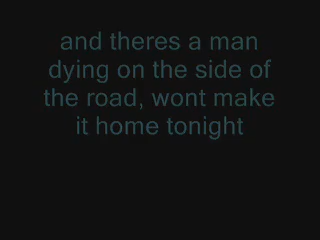 and theres a man
dying on the side of
the road, wont make
it home tonight